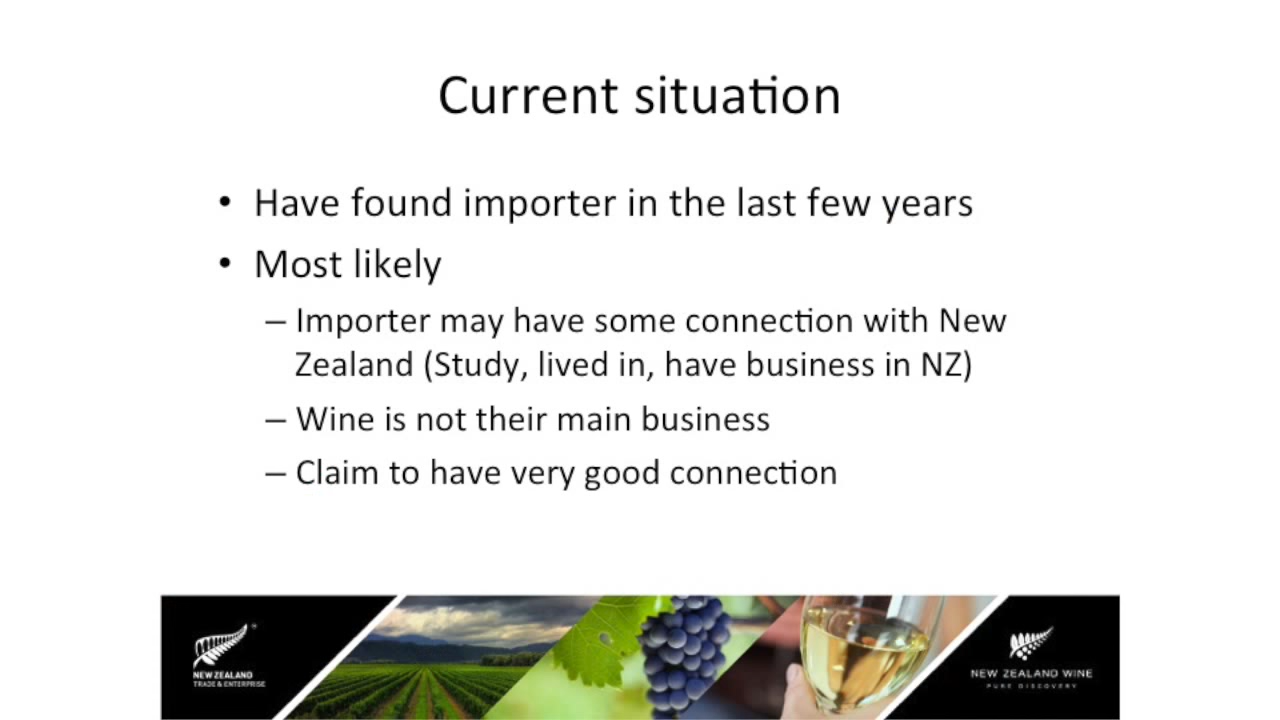 Current situation
• Have found importer in the last few years
• Most likely
– Importer may have some connection with New
Zealand (Study, lived in, have business in NZ)
– Wine is not their main business
– Claim to have very good connection
NEW ZEALAND
TRADE & ENTERPRISE
NEW ZEALAND WINE
PURE DISCOVERY